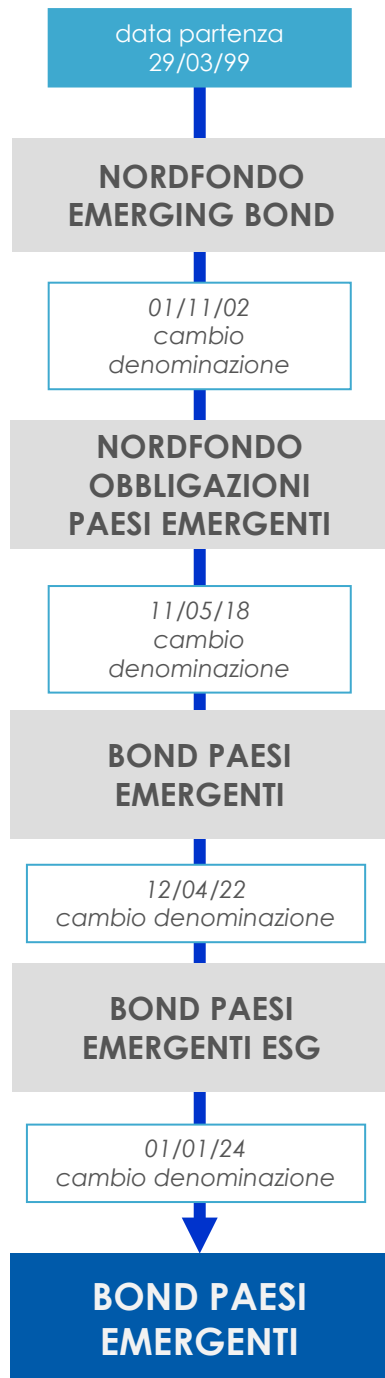 data partenza
29/03/99
NORDFONDO
EMERGING BOND
01/11/02
cambio
denominazione
NORDFONDO
OBBLIGAZIONI
PAESI EMERGENTI
11/05/18
cambio
denominazione
BOND PAESI
EMERGENTI
12/04/22
cambio denominazione
BOND PAESI
EMERGENTI ESG
01/01/24
cambio denominazione
BOND PAESI
EMERGENTI